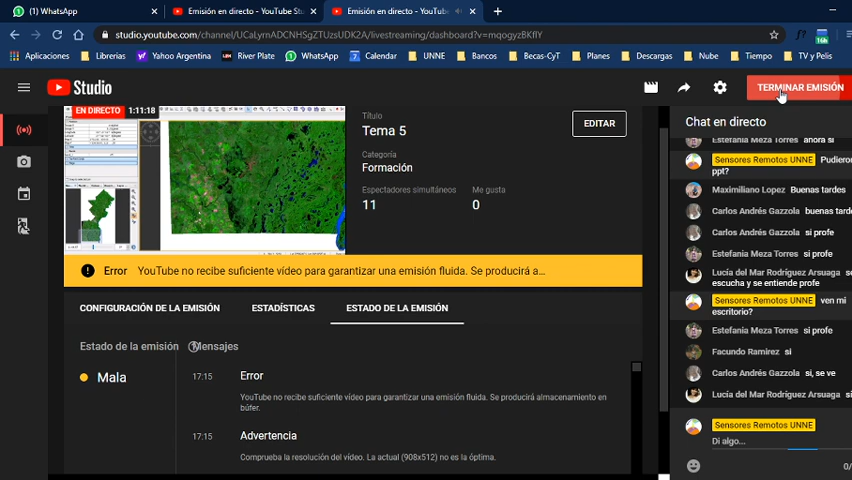 (1) WhatsApp
Emisión en directo - YouTube Stu
Emisión en directo - YouTub
studio.youtube.com/channel/UCaLyrnADCNHSgZTUzsUDK2A/livestreaming/dashboard?v=mqogyzBKflY
16h
Aplicaciones
Librerias
Yahoo Argentina
River Plate
WhatsApp
Calendar
UNNE
Bancos
Becas-CyT
Planes
Descargas
Nube
Tiempo
TV y Pelis
Studio
TERMINAR EMISIÓN
EN DIRECTO
1:11:18
Título
Tema 5
EDITAR
Categoría
Formación
Espectadores simultáneos
Me gusta
11
0
Error
YouTube no recibe suficiente vídeo para garantizar una emisión fluida. Se producirá a...
CONFIGURACIÓN DE LA EMISIÓN
ESTADÍSTICAS
ESTADO DE LA EMISIÓN
Estado de la emisión
Mensajes
Mala
17:15
Error
YouTube no recibe suficiente vídeo para garantizar una emisión fluida. Se producirá almacenamiento en
búfer.
17:15
Advertencia
Comprueba la resolución del vídeo. La actual (908x512) no es la óptima.
Chat en directo
Estefanía Meza Torres ahora si
Sensores Remotos UNNE Pudieron
ppt?
Maximiliano Lopez Buenas tardes
Carlos Andrés Gazzola buenas tarde
Carlos Andrés Gazzola si profe
Estefania Meza Torres si profe
Lucía del Mar Rodríguez Arsuaga
escucha y se entiende profe
Sensores Remotos UNNE ven mi
escritorio?
Estefania Meza Torres si profe
Facundo Ramirez si
Carlos Andrés Gazzola si, se ve
Lucía del Mar Rodríguez Arsuaga si
Sensores Remotos UNNE
Di algo...
0/